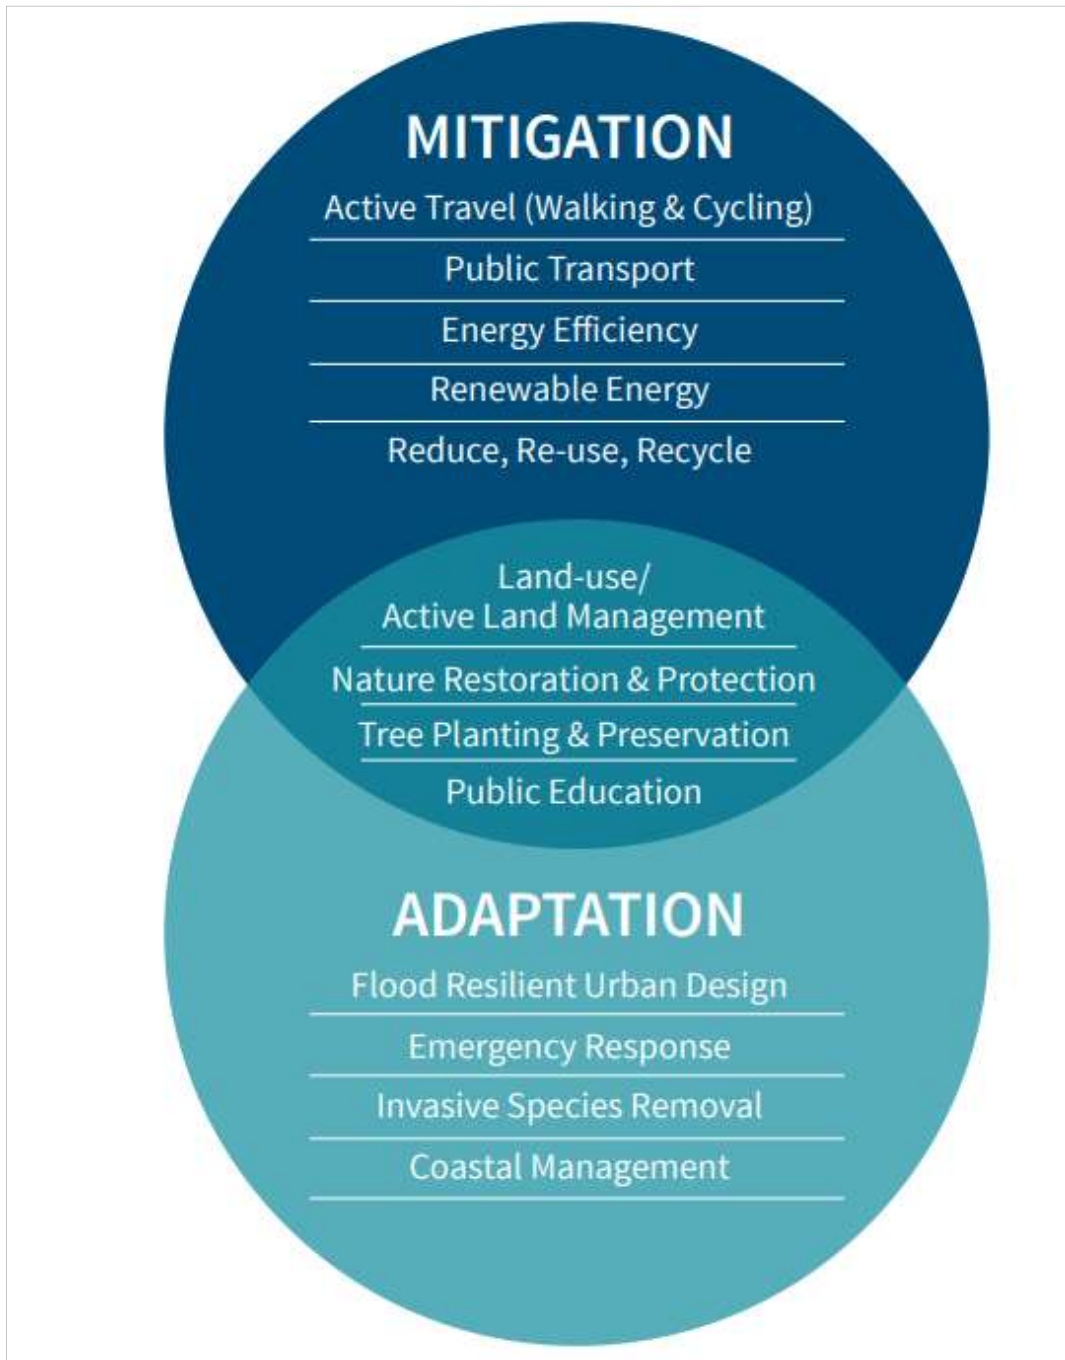 MITIGATION
Active Travel (Walking & Cycling)
Public Transport
Energy Efficiency
Renewable Energy
Reduce, Re-use, Recycle
Land-use/
Active Land Management
Nature Restoration & Protection
Tree Planting & Preservation
Public Education
ADAPTATION
Flood Resilient Urban Design
Emergency Response
Invasive Species Removal
Coastal Management